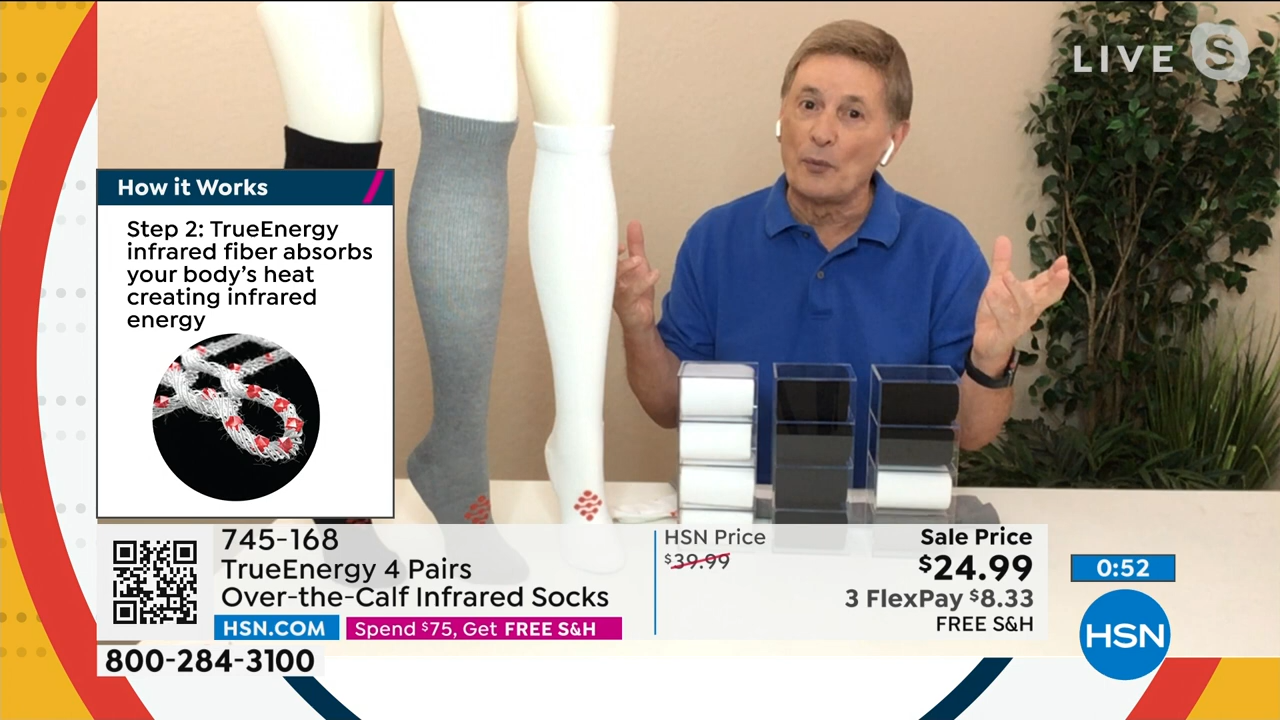 LIVE S
How it Works
Step 2: TrueEnergy
infrared fiber absorbs
your body's heat
creating infrared
energy
745-168
TrueEnergy 4 Pairs
Over-the-Calf Infrared Socks
HSN.COM
Spend $75, Get FREE S&H
HSN Price
$39.99
Sale Price
$24.99
3 FlexPay $8.33
FREE S&H
0:52
HSN
800-284-3100